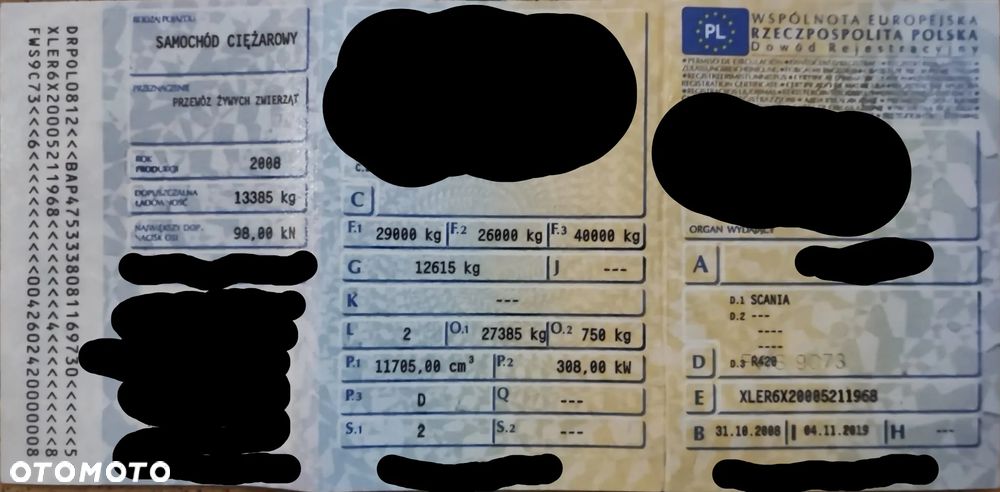 DRPOL0812<<BAP4753338081169730<<<<<5
XLER6X20005211968<<<<<<<4<<<<<<<<<<8
FWS9C73<<6<<<<<<<<<<<0042602420000008
RODZAJ POJAZDU
SAMOCHÓD CIĘŻAROWY
PRZEZNACZENIE
PRZEWÓZ ŻYWYCH ZWIERZĄT
ROK PRODUKCJI 2008
DOPUSZCZALNA ŁADOWNOŚĆ 13385 kg
NAJWIĘKSZY DOP. NACISK OSI 98,00 kN
C
F.1 29000 kg F.2 26000 kg F.3 40000 kg
G 12615 kg J ---
K ---
L 2 O.1 27385 kg O.2 750 kg
P.1 11705,00 cm³ P.2 308,00 kW
P.3 D Q ---
S.1 2 S.2 ---
PL
WSPÓLNOTA EUROPEJSKA
RZECZPOSPOLITA POLSKA
Dowód Rejestracyjny
ORGAN WYDAJĄCY
A
D.1 SCANIA
D.2 ---
----
----
D D.3 R420
E XLER6X20005211968
B 31.10.2008 I 04.11.2019 H ---
OTOMOTO